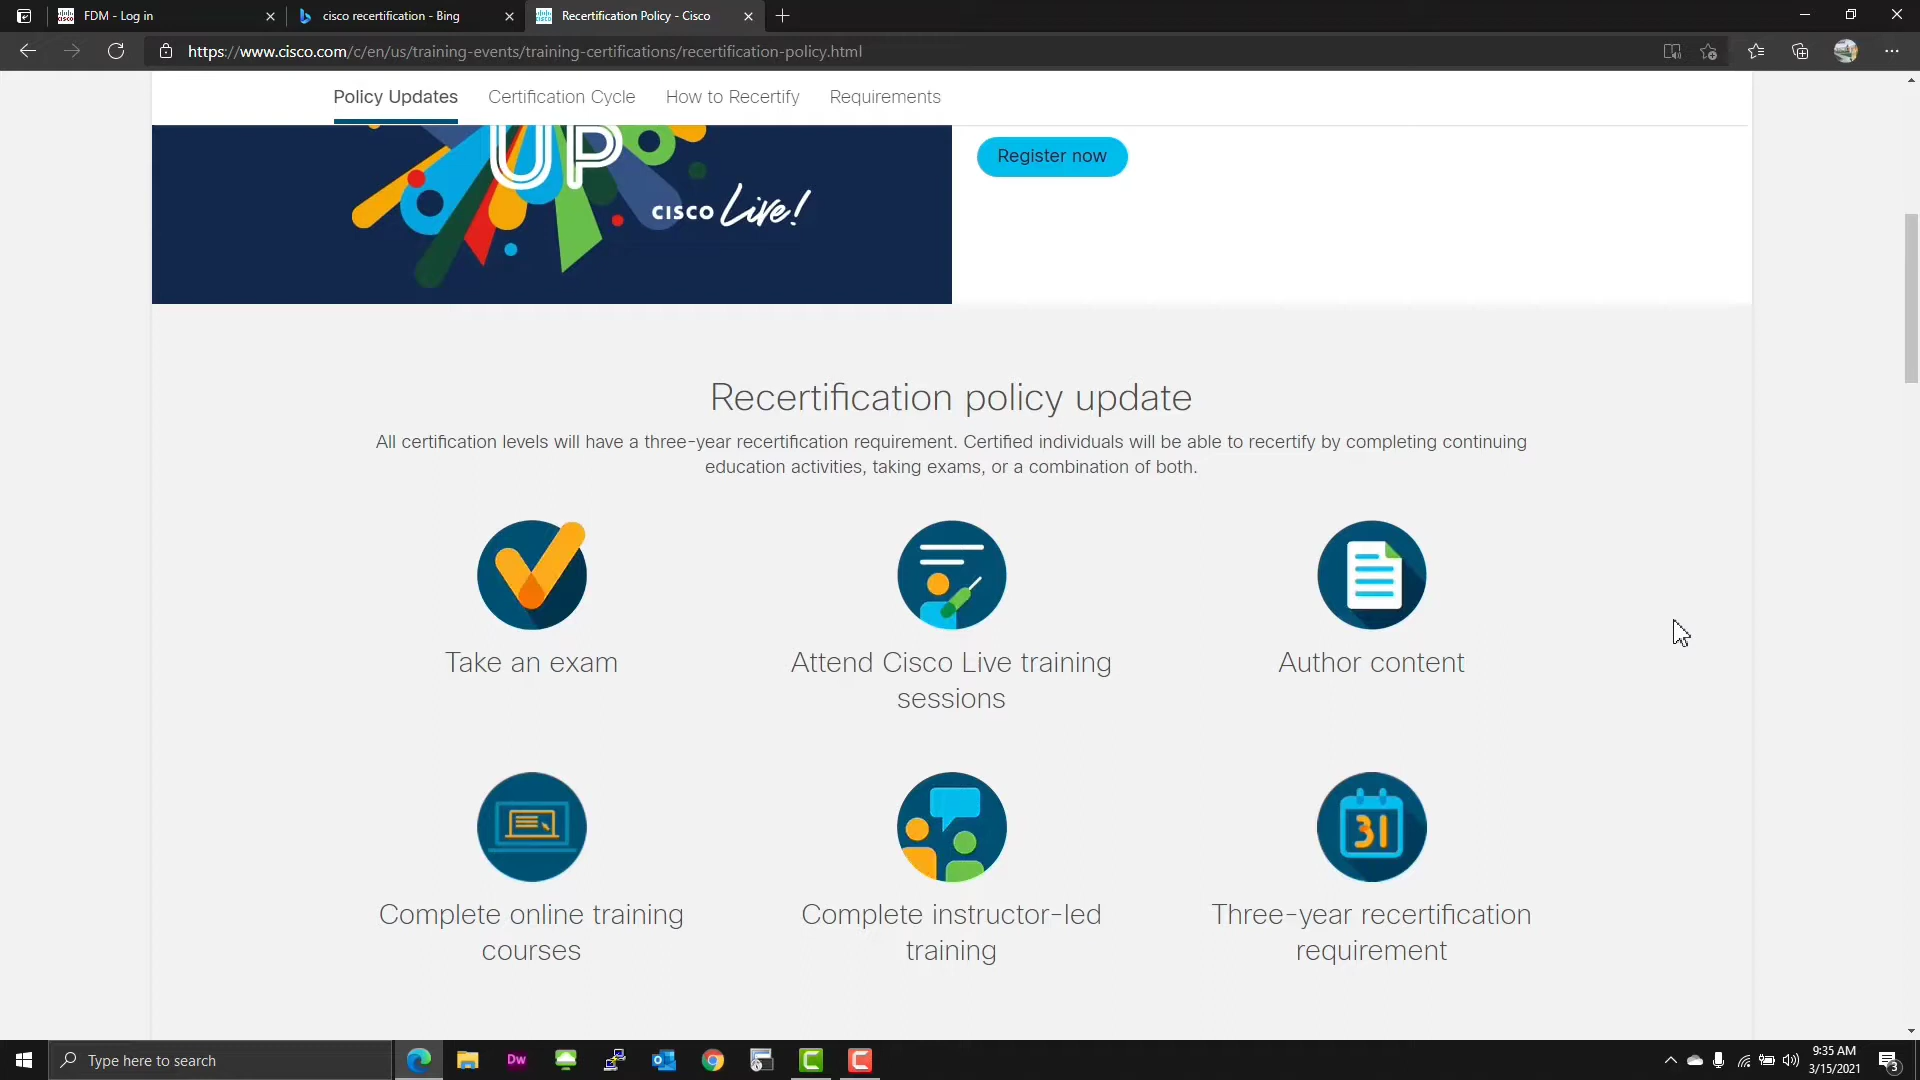 FDM - Log in
cisco recertification - Bing
Recertification Policy - Cisco
https://www.cisco.com/c/en/us/training-events/training-certifications/recertification-policy.html
Policy Updates Certification Cycle How to Recertify Requirements
UP
CISCO Live!
Register now
Recertification policy update
All certification levels will have a three-year recertification requirement. Certified individuals will be able to recertify by completing continuing
education activities, taking exams, or a combination of both.
Take an exam
Attend Cisco Live training
sessions
Author content
31
Complete online training
courses
Complete instructor-led
training
Three-year recertification
requirement
Type here to search
Dw
9:35 AM
3/15/2021
3